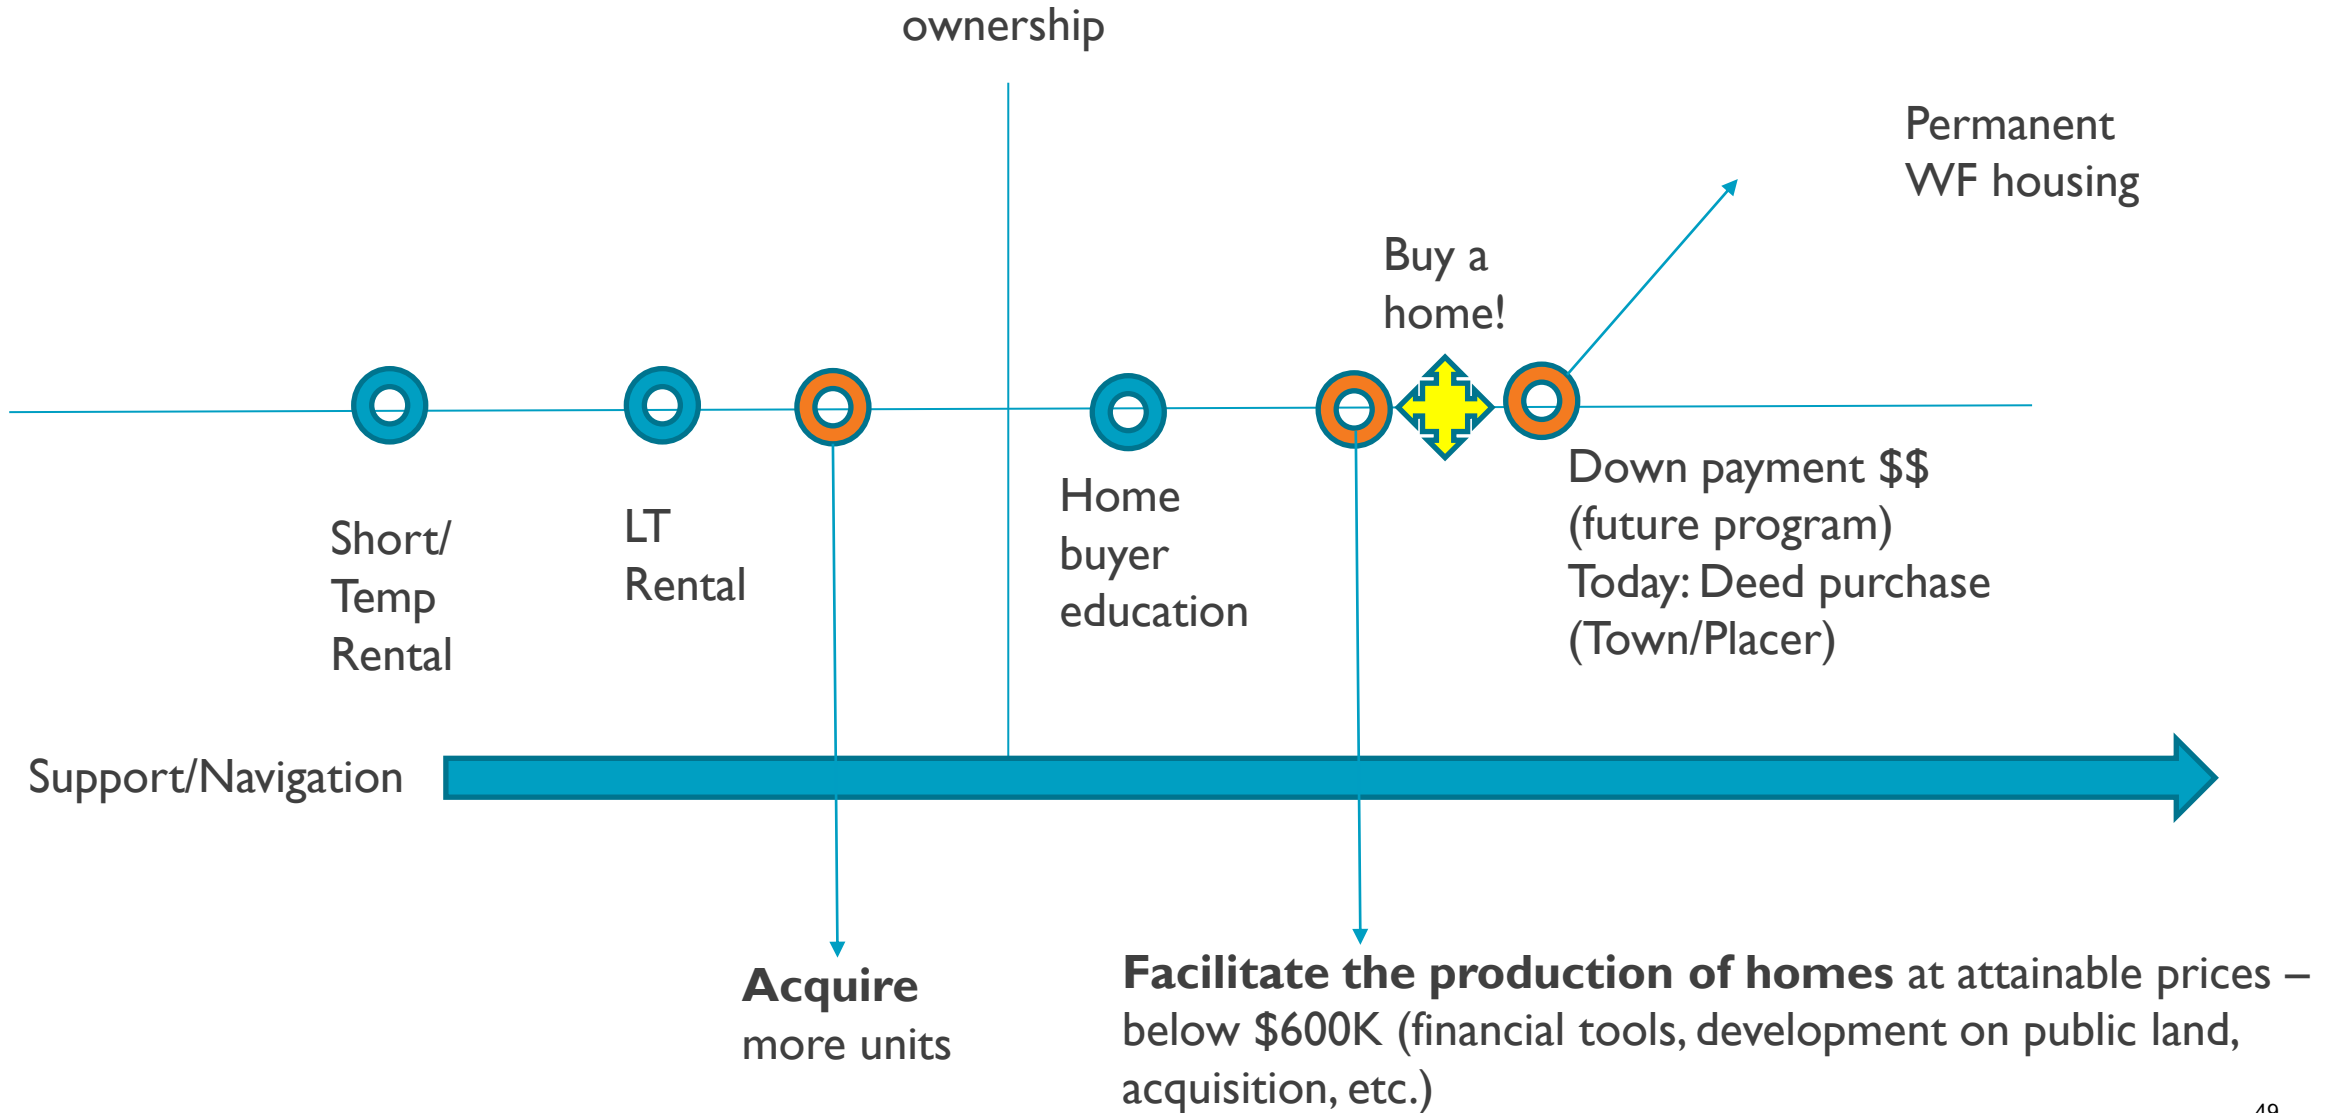 ownership
Permanent
WF housing
Buy a
home!
Short/
Temp
Rental
LT
Rental
Home
buyer
education
Down payment $$
(future program)
Today: Deed purchase
(Town/Placer)
Support/Navigation
Acquire
more units
Facilitate the production of homes at attainable prices –
below $600K (financial tools, development on public land,
acquisition, etc.)
49